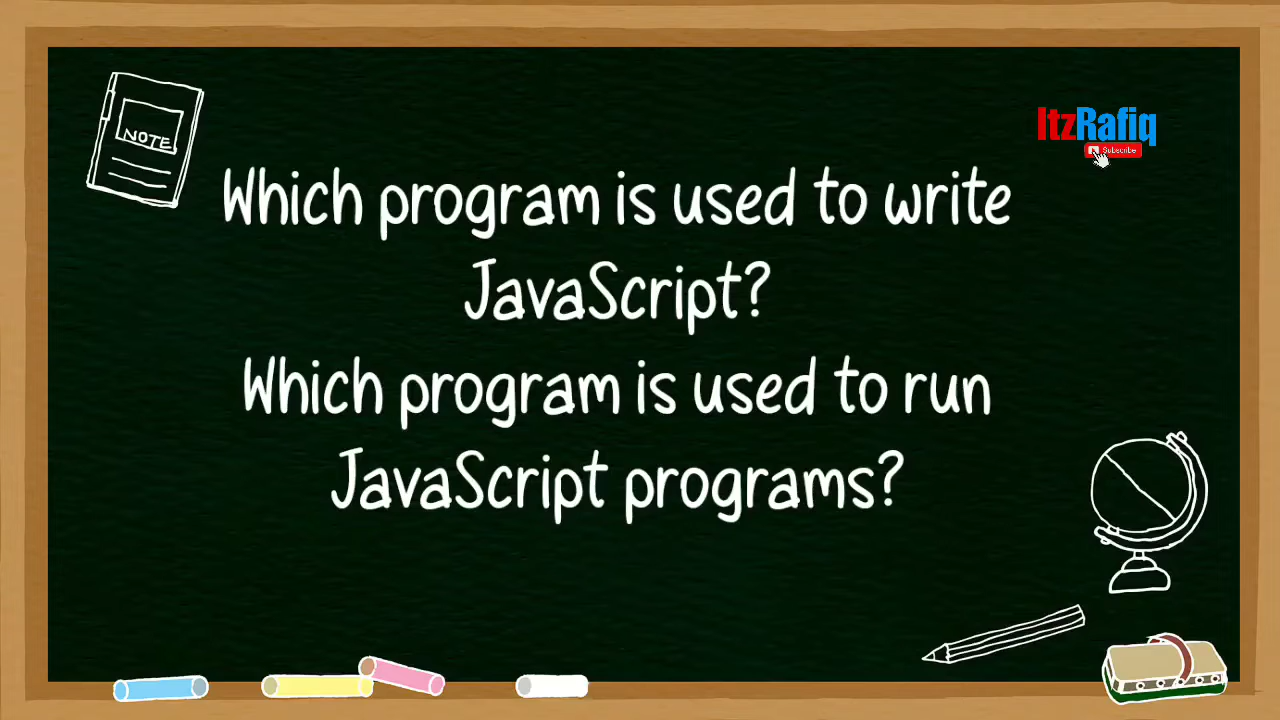 NOTE
ItzRafiq
Subscribe
Which program is used to write
JavaScript?
Which program is used to run
JavaScript programs?